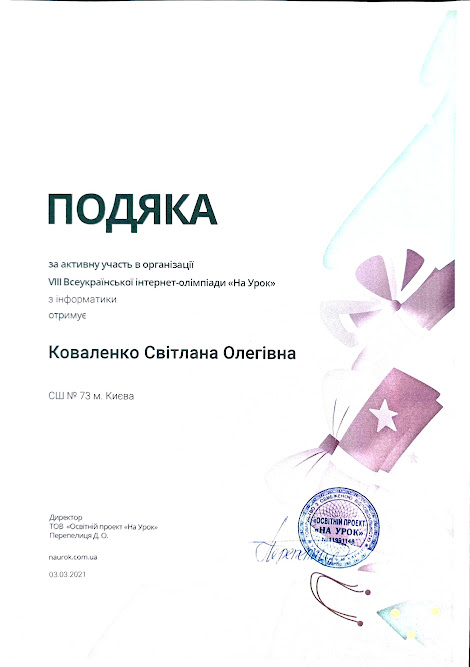 ПОДЯКА
за активну участь в організації
VIII Всеукраїнської інтернет-олімпіади «На Урок»
з інформатики
отримує
Коваленко Світлана Олегівна
СШ № 73 м. Києва
Директор
ТОВ «Освітній проект «На Урок»
Перепелиця Д. О.
naurok.com.ua
03.03.2021
«ОСВІТНІЙ ПРОЕКТ
«НА УРОК»